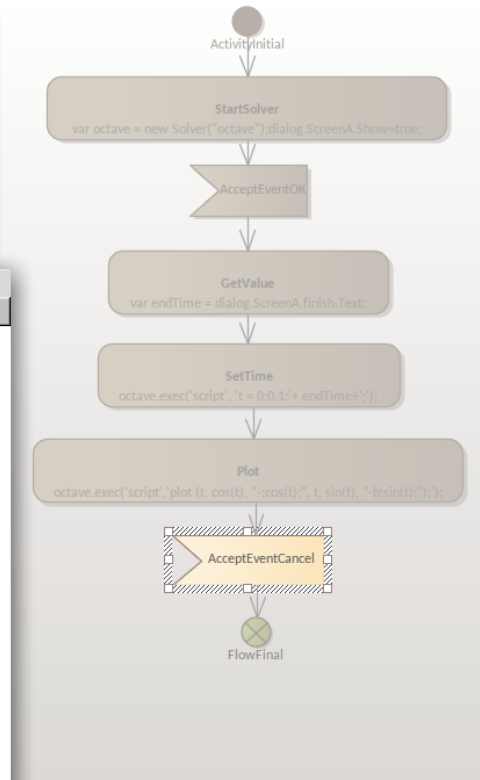 ActivityInitial
StartSolver
var octave = new Solver("octave");dialog.ScreenA.Show=true;
AcceptEventOK
GetValue
var endTime = dialog.ScreenA.finish.Text;
SetTime
octave.exec('script', 't = 0:0.1:'+ endTime+';');
Plot
octave.exec('script','plot (t, cos(t), "-;cos(t);", t, sin(t), "-b;sin(t);");');
AcceptEventCancel
FlowFinal